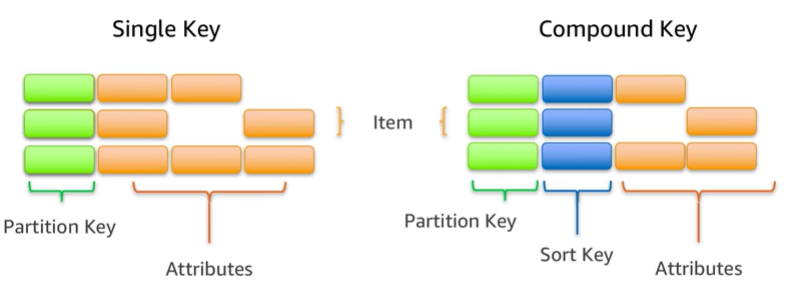 Single Key
Compound Key
Item
Partition Key
Attributes
Partition Key
Sort Key
Attributes